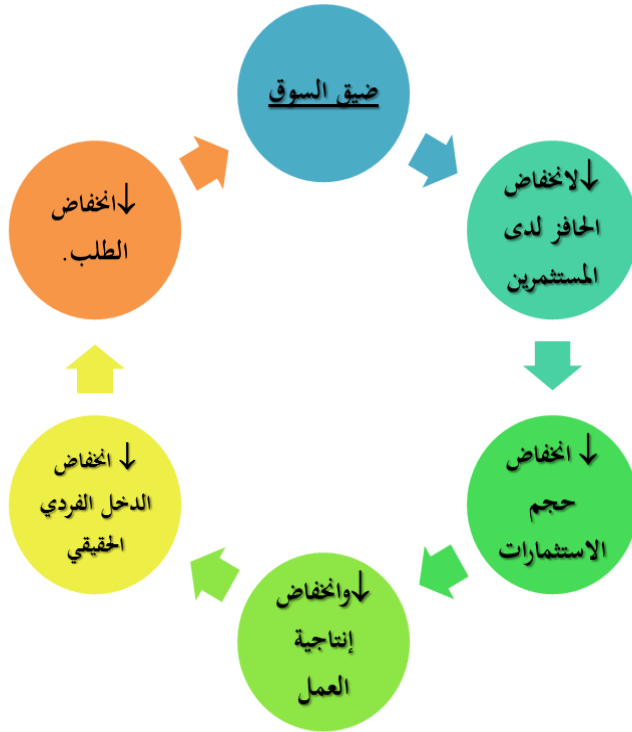 ضيق السوق
↓لانخفاض
الحافز لدى
المستثمرين
↓ انخفاض
حجم
الاستثمارات
↓وانخفاض
إنتاجية
العمل
↓ انخفاض
الدخل الفردي
الحقيقي
↓انخفاض
الطلب.